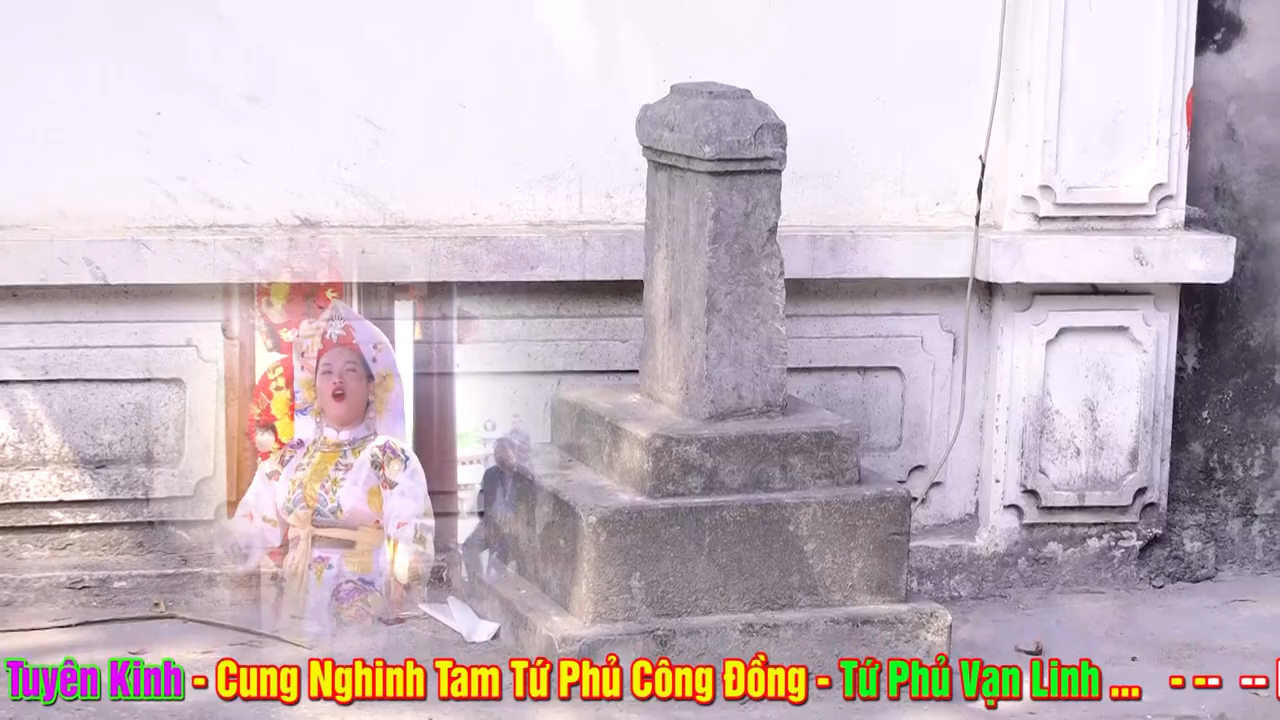 Tuyên Kinh - Cung Nghinh Tam Tứ Phủ Công Đồng - Tứ Phủ Vạn Linh ... - -- --